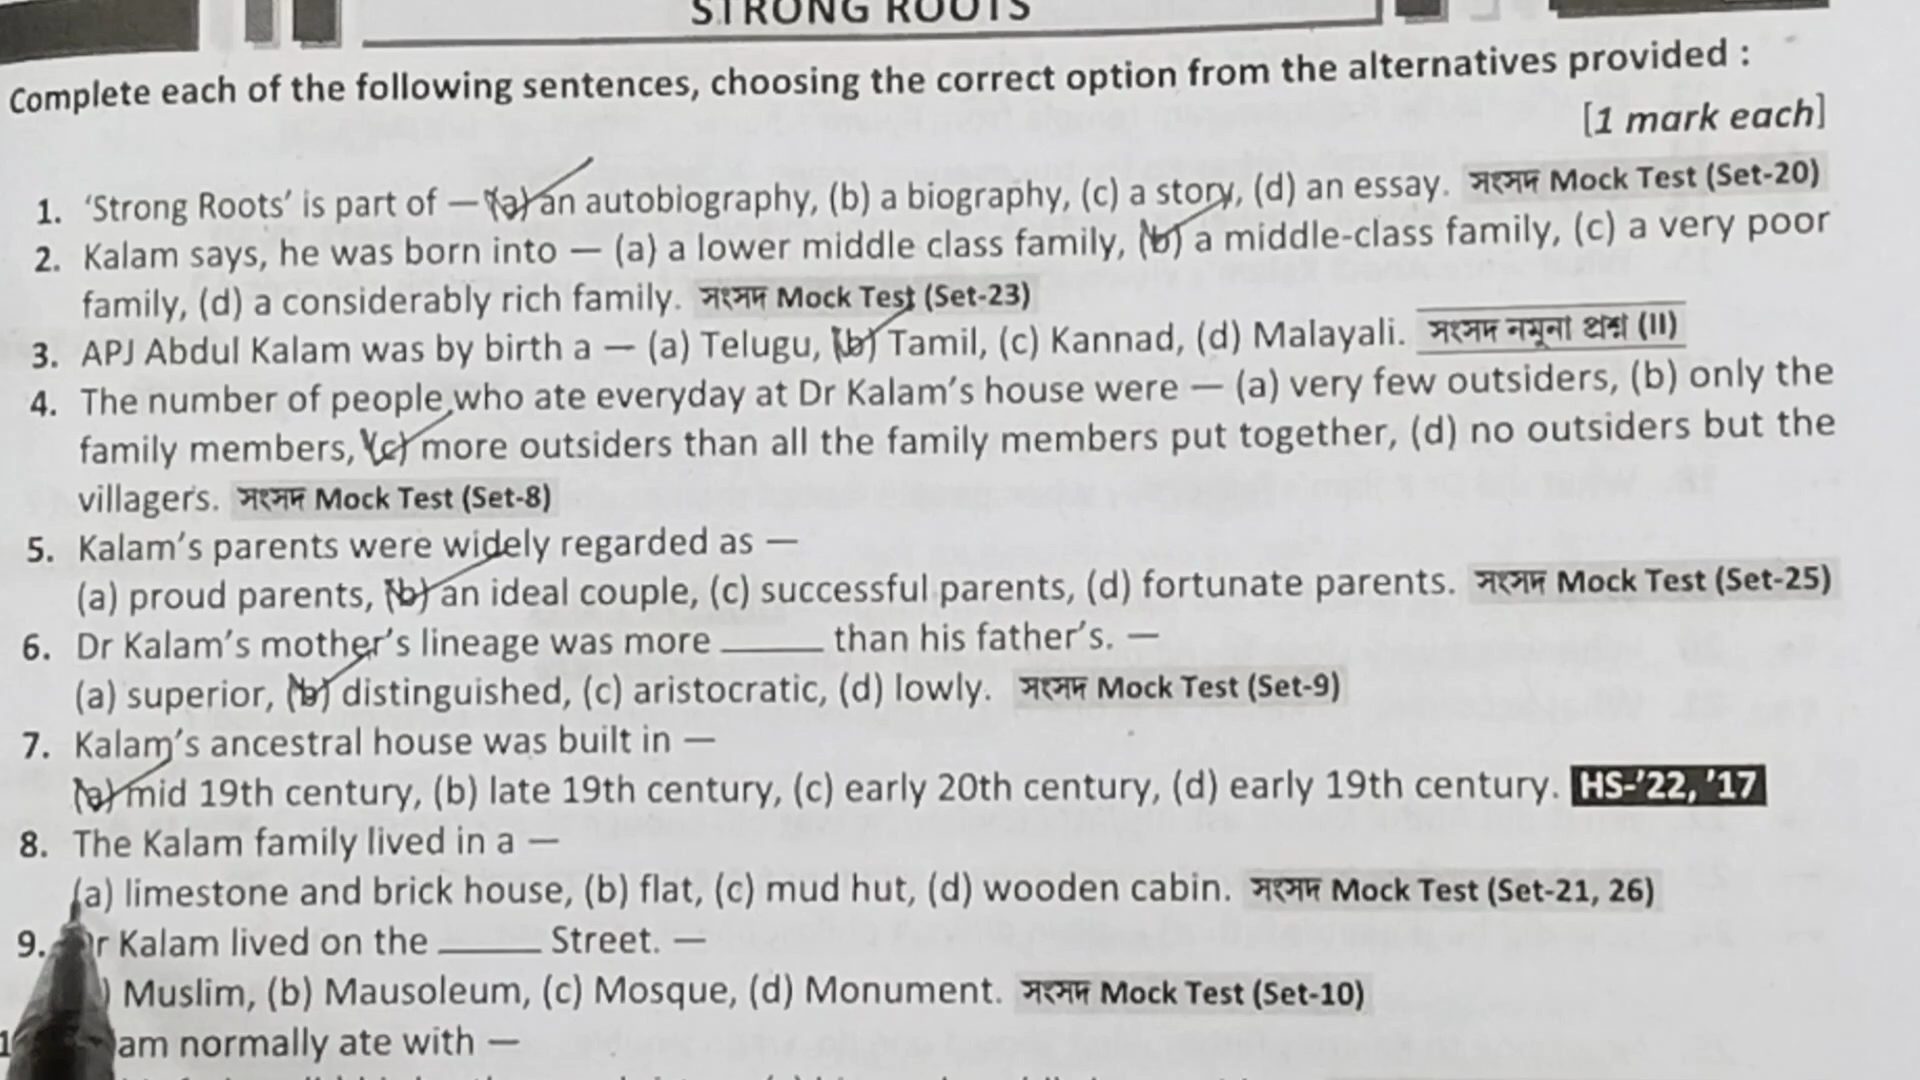 STRONG ROOTS
Complete each of the following sentences, choosing the correct option from the alternatives provided :
[1 mark each]
1. ‘Strong Roots’ is part of — (a) an autobiography, (b) a biography, (c) a story, (d) an essay. সংসদ Mock Test (Set-20)
2. Kalam says, he was born into — (a) a lower middle class family, (b) a middle-class family, (c) a very poor
family, (d) a considerably rich family. সংসদ Mock Test (Set-23)
3. APJ Abdul Kalam was by birth a — (a) Telugu, (b) Tamil, (c) Kannad, (d) Malayali. সংসদ নমুনা প্রশ্ন (II)
4. The number of people who ate everyday at Dr Kalam’s house were — (a) very few outsiders, (b) only the
family members, (c) more outsiders than all the family members put together, (d) no outsiders but the
villagers. সংসদ Mock Test (Set-8)
5. Kalam’s parents were widely regarded as —
(a) proud parents, (b) an ideal couple, (c) successful parents, (d) fortunate parents. সংসদ Mock Test (Set-25)
6. Dr Kalam’s mother’s lineage was more _____ than his father’s. —
(a) superior, (b) distinguished, (c) aristocratic, (d) lowly. সংসদ Mock Test (Set-9)
7. Kalam’s ancestral house was built in —
(a) mid 19th century, (b) late 19th century, (c) early 20th century, (d) early 19th century. HS-’22, ’17
8. The Kalam family lived in a —
(a) limestone and brick house, (b) flat, (c) mud hut, (d) wooden cabin. সংসদ Mock Test (Set-21, 26)
9. r Kalam lived on the _____ Street. —
) Muslim, (b) Mausoleum, (c) Mosque, (d) Monument. সংসদ Mock Test (Set-10)
am normally ate with —